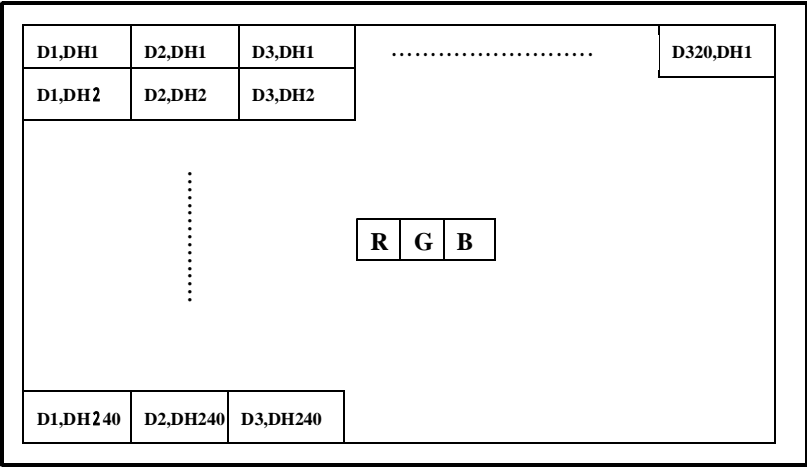 D1,DH1 D2,DH1 D3,DH1 .......................... D320,DH1
D1,DH2 D2,DH2 D3,DH2
R G B
D1,DH240 D2,DH240 D3,DH240